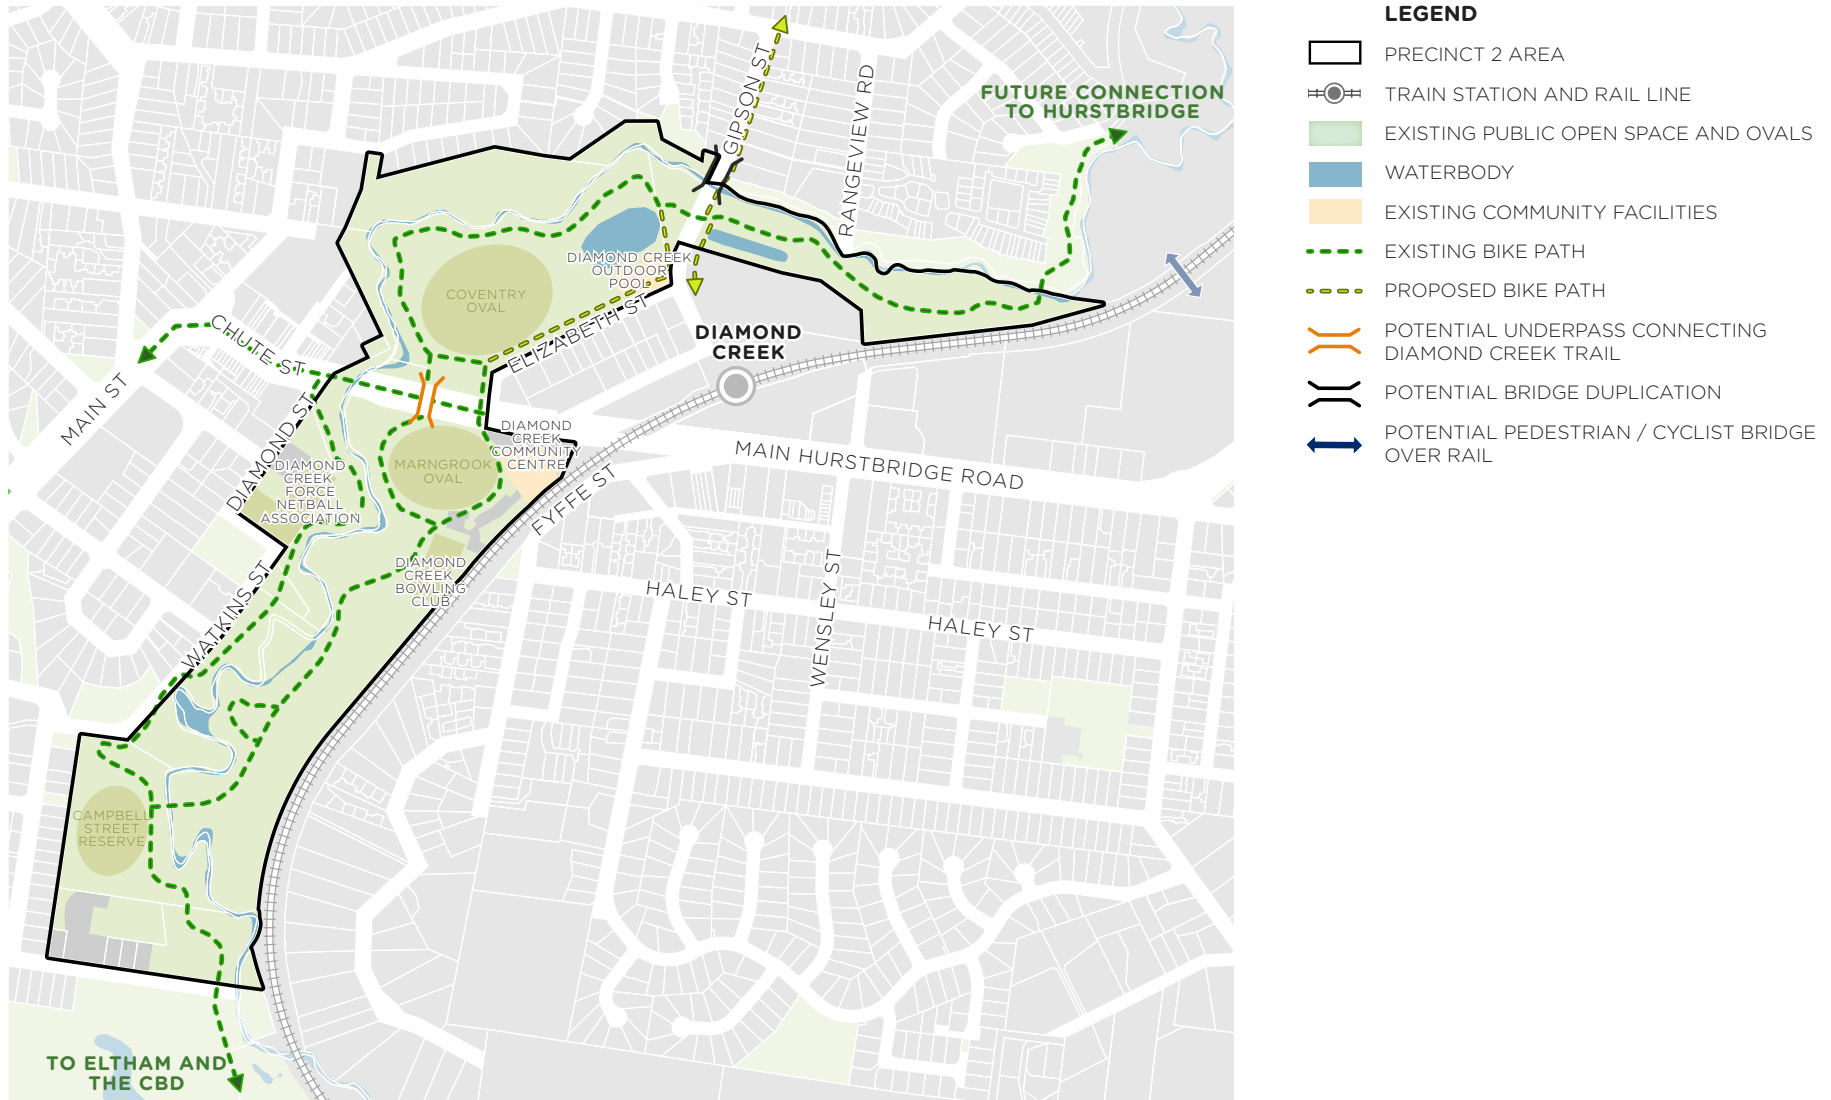 GIPSON ST
RANGEVIEW RD
FUTURE CONNECTION
TO HURSTBRIDGE
DIAMOND CREEK
OUTDOOR
POOL
COVENTRY
OVAL
ELIZABETH ST
CHUTE ST
MAIN ST
DIAMOND
CREEK
DIAMOND ST
DIAMOND
CREEK
COMMUNITY
CENTRE
MARNGROOK
OVAL
DIAMOND
CREEK
FORCE
NETBALL
ASSOCIATION
MAIN HURSTBRIDGE ROAD
FYFFE ST
DIAMOND
CREEK
BOWLING
CLUB
WATKINS ST
HALEY ST
WENSLEY ST
HALEY ST
CAMPBELL
STREET
RESERVE
TO ELTHAM AND
THE CBD
LEGEND
PRECINCT 2 AREA
TRAIN STATION AND RAIL LINE
EXISTING PUBLIC OPEN SPACE AND OVALS
WATERBODY
EXISTING COMMUNITY FACILITIES
EXISTING BIKE PATH
PROPOSED BIKE PATH
POTENTIAL UNDERPASS CONNECTING
DIAMOND CREEK TRAIL
POTENTIAL BRIDGE DUPLICATION
POTENTIAL PEDESTRIAN / CYCLIST BRIDGE
OVER RAIL